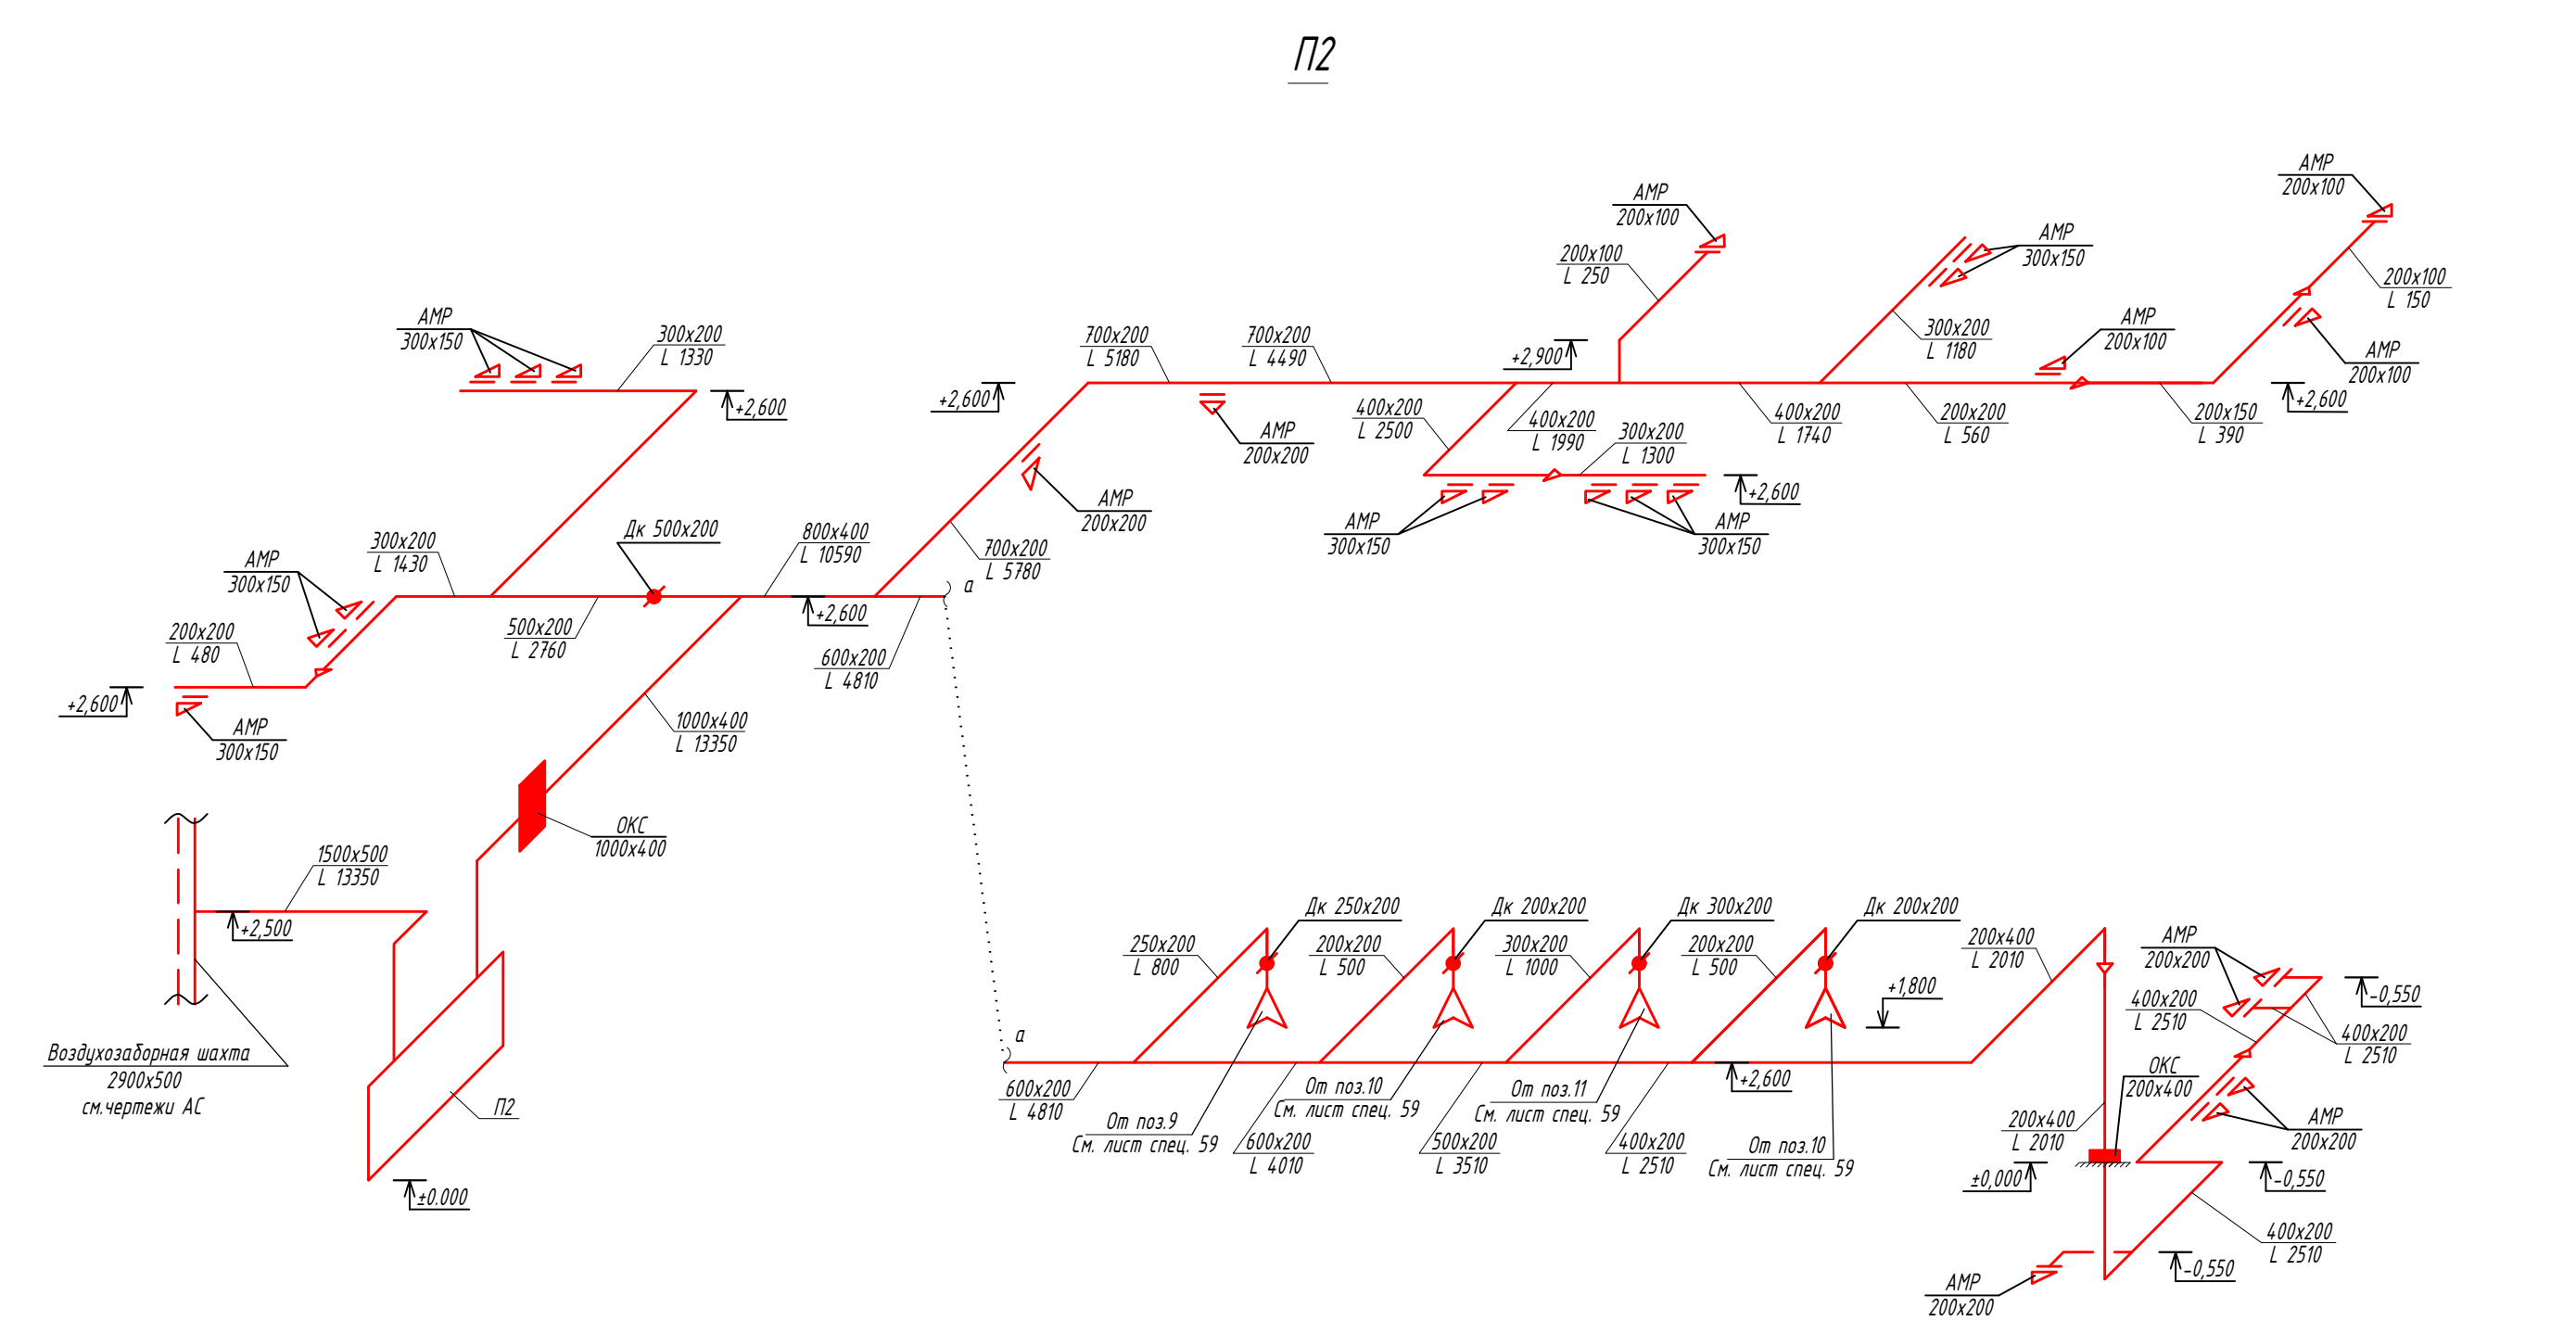 П2
АМР
200х100
АМР
200х100
200х100
L 250
АМР
300х150
200х100
L 150
АМР
300х150
300х200
L 1330
+2,600
700х200
L 5180
700х200
L 4490
+2,900
300х200
L 1180
АМР
200х100
АМР
200х100
+2,600
+2,600
АМР
200х200
400х200
L 2500
400х200
L 1990
300х200
L 1300
400х200
L 1740
200х200
L 560
200х150
L 390
АМР
200х200
+2,600
АМР
300х150
АМР
300х150
Дк 500х200
800х400
L 10590
700х200
L 5780
300х200
L 1430
АМР
300х150
а
+2,600
200х200
L 480
500х200
L 2760
600х200
L 4810
+2,600
АМР
300х150
1000х400
L 13350
ОКС
1000х400
1500х500
L 13350
+2,500
Воздухозаборная шахта
2900х500
см.чертежи АС
П2
±0.000
Дк 250х200
Дк 200х200
Дк 300х200
Дк 200х200
250х200
L 800
200х200
L 500
300х200
L 1000
200х200
L 500
200х400
L 2010
АМР
200х200
-0,550
+1,800
400х200
L 2510
400х200
L 2510
а
+2,600
ОКС
200х400
600х200
L 4810
От поз.9
См. лист спец. 59
От поз.10
См. лист спец. 59
От поз.11
См. лист спец. 59
От поз.10
См. лист спец. 59
600х200
L 4010
500х200
L 3510
400х200
L 2510
200х400
L 2010
АМР
200х200
±0,000
-0,550
400х200
L 2510
-0,550
АМР
200х200